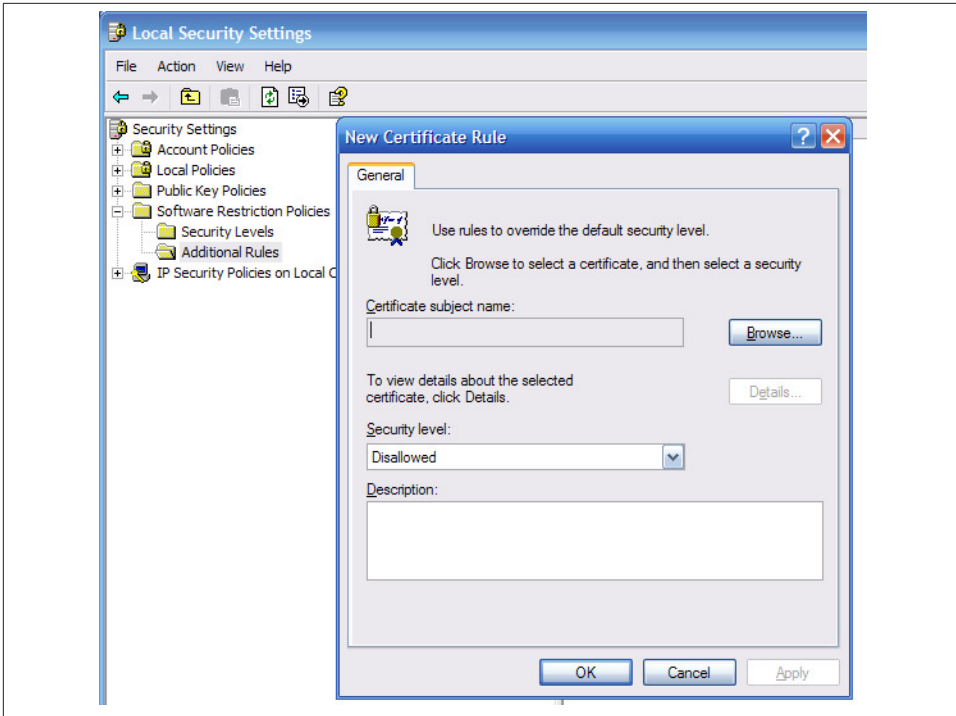 Local Security Settings
File Action View Help
Security Settings
Account Policies
Local Policies
Public Key Policies
Software Restriction Policies
Security Levels
Additional Rules
IP Security Policies on Local C
New Certificate Rule
General
Use rules to override the default security level.
Click Browse to select a certificate, and then select a security
level.
Certificate subject name:
Browse...
To view details about the selected
certificate, click Details.
Details...
Security level:
Disallowed
Description:
OK Cancel Apply